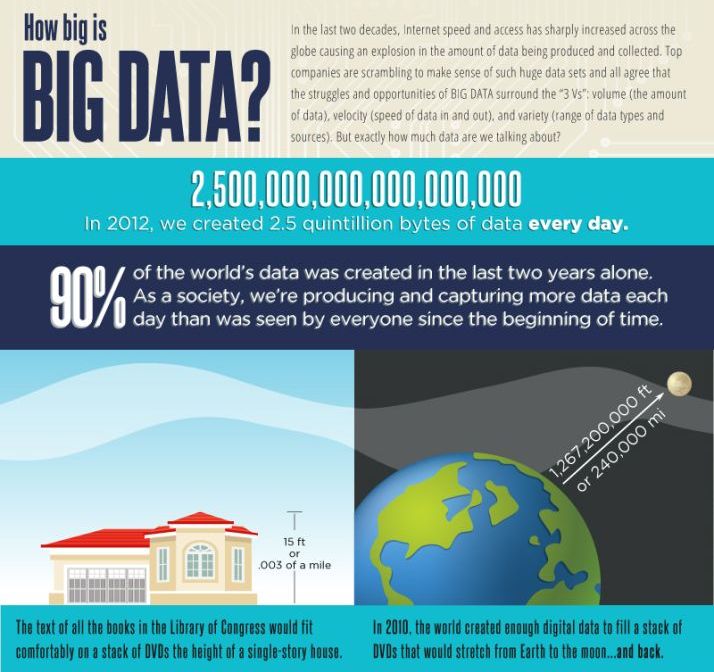 How big is
BIG DATA?
In the last two decades, Internet speed and access has sharply increased across the
globe causing an explosion in the amount of data being produced and collected. Top
companies are scrambling to make sense of such huge data sets and all agree that
the struggles and opportunities of BIG DATA surround the "3 Vs": volume (the amount
of data), velocity (speed of data in and out), and variety (range of data types and
sources). But exactly how much data are we talking about?
2,500,000,000,000,000,000
In 2012, we created 2.5 quintillion bytes of data every day.
90% of the world's data was created in the last two years alone.
As a society, we're producing and capturing more data each
day than was seen by everyone since the beginning of time.
15 ft
or
.003 of a mile
The text of all the books in the Library of Congress would fit
comfortably on a stack of DVDs the height of a single-story house.
1,267,200,000 ft
or 240,000 mi
In 2010, the world created enough digital data to fill a stack of
DVDs that would stretch from Earth to the moon...and back.